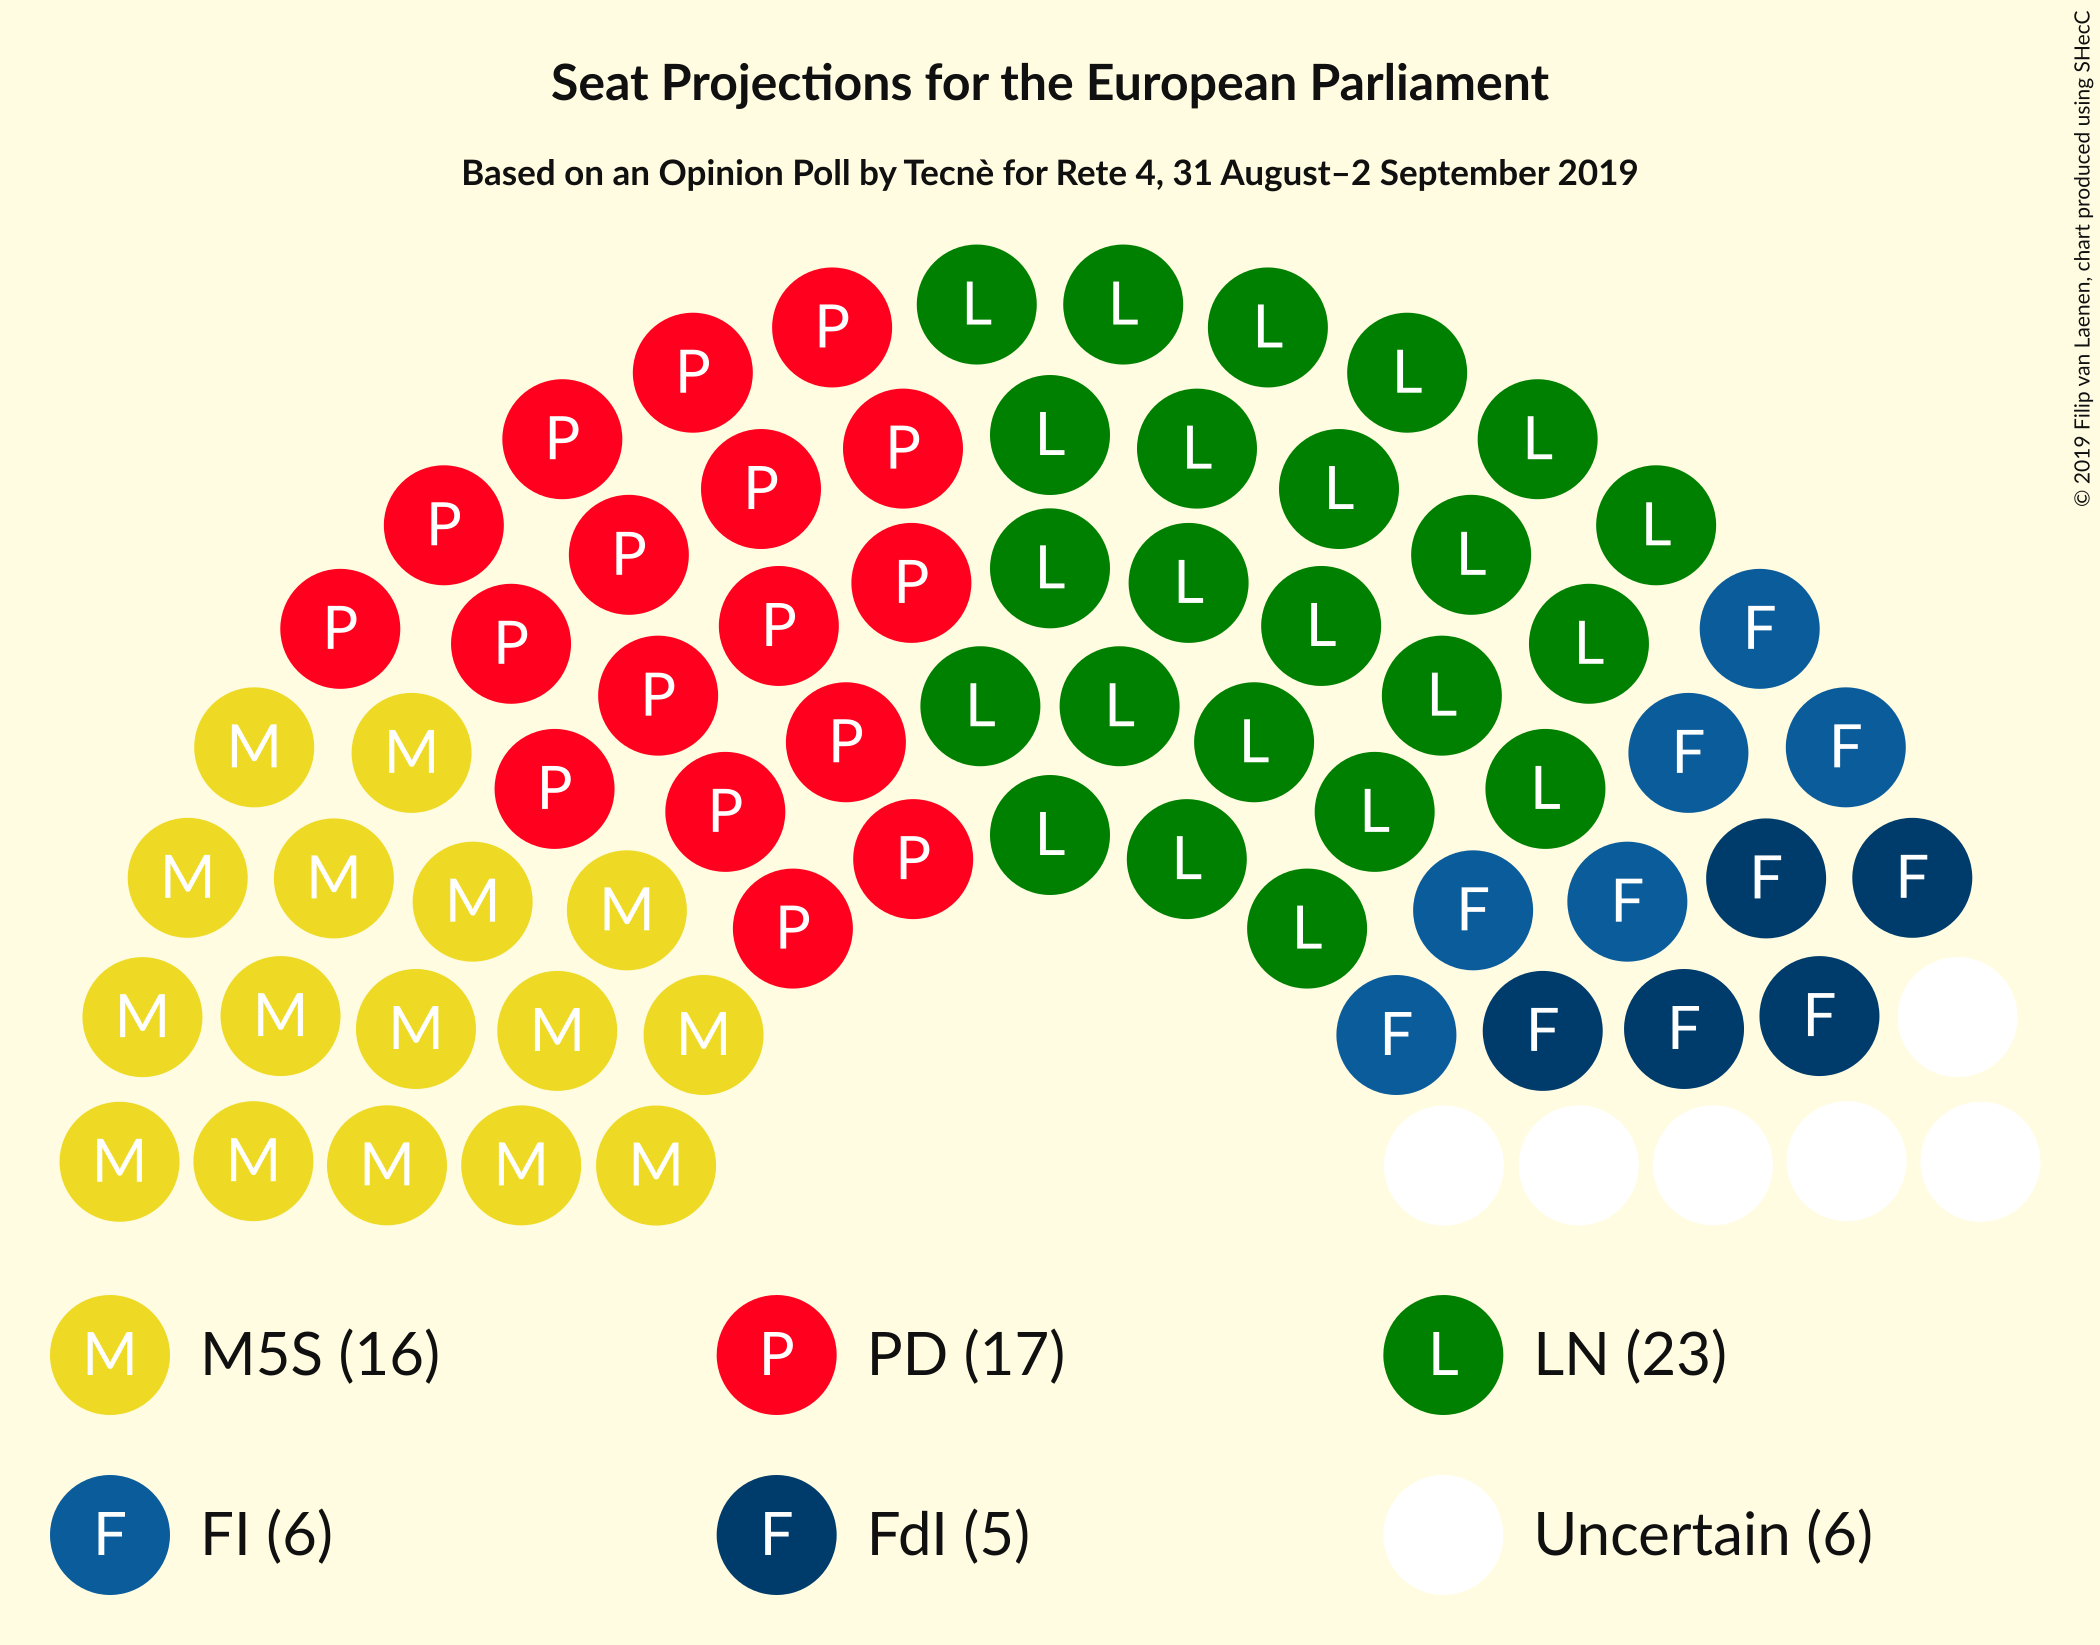 Seat Projections for the European Parliament
Based on an Opinion Poll by Tecnè for Rete 4, 31 August–2 September 2019
© 2019 Filip van Laenen, chart produced using SHecC
L L
P L
P L
L
P L
P P L
P L
P L
P L
L
P P L
P L
P L
P F
P L
P L
P L
L L
P L
M F
M F
P L
P L
L
P L
M F
M F
M F
M F
P L
M M M M M
F F F F
M M M M M
M M5S (16) P PD (17) L LN (23)
F FI (6) F FdI (5) Uncertain (6)